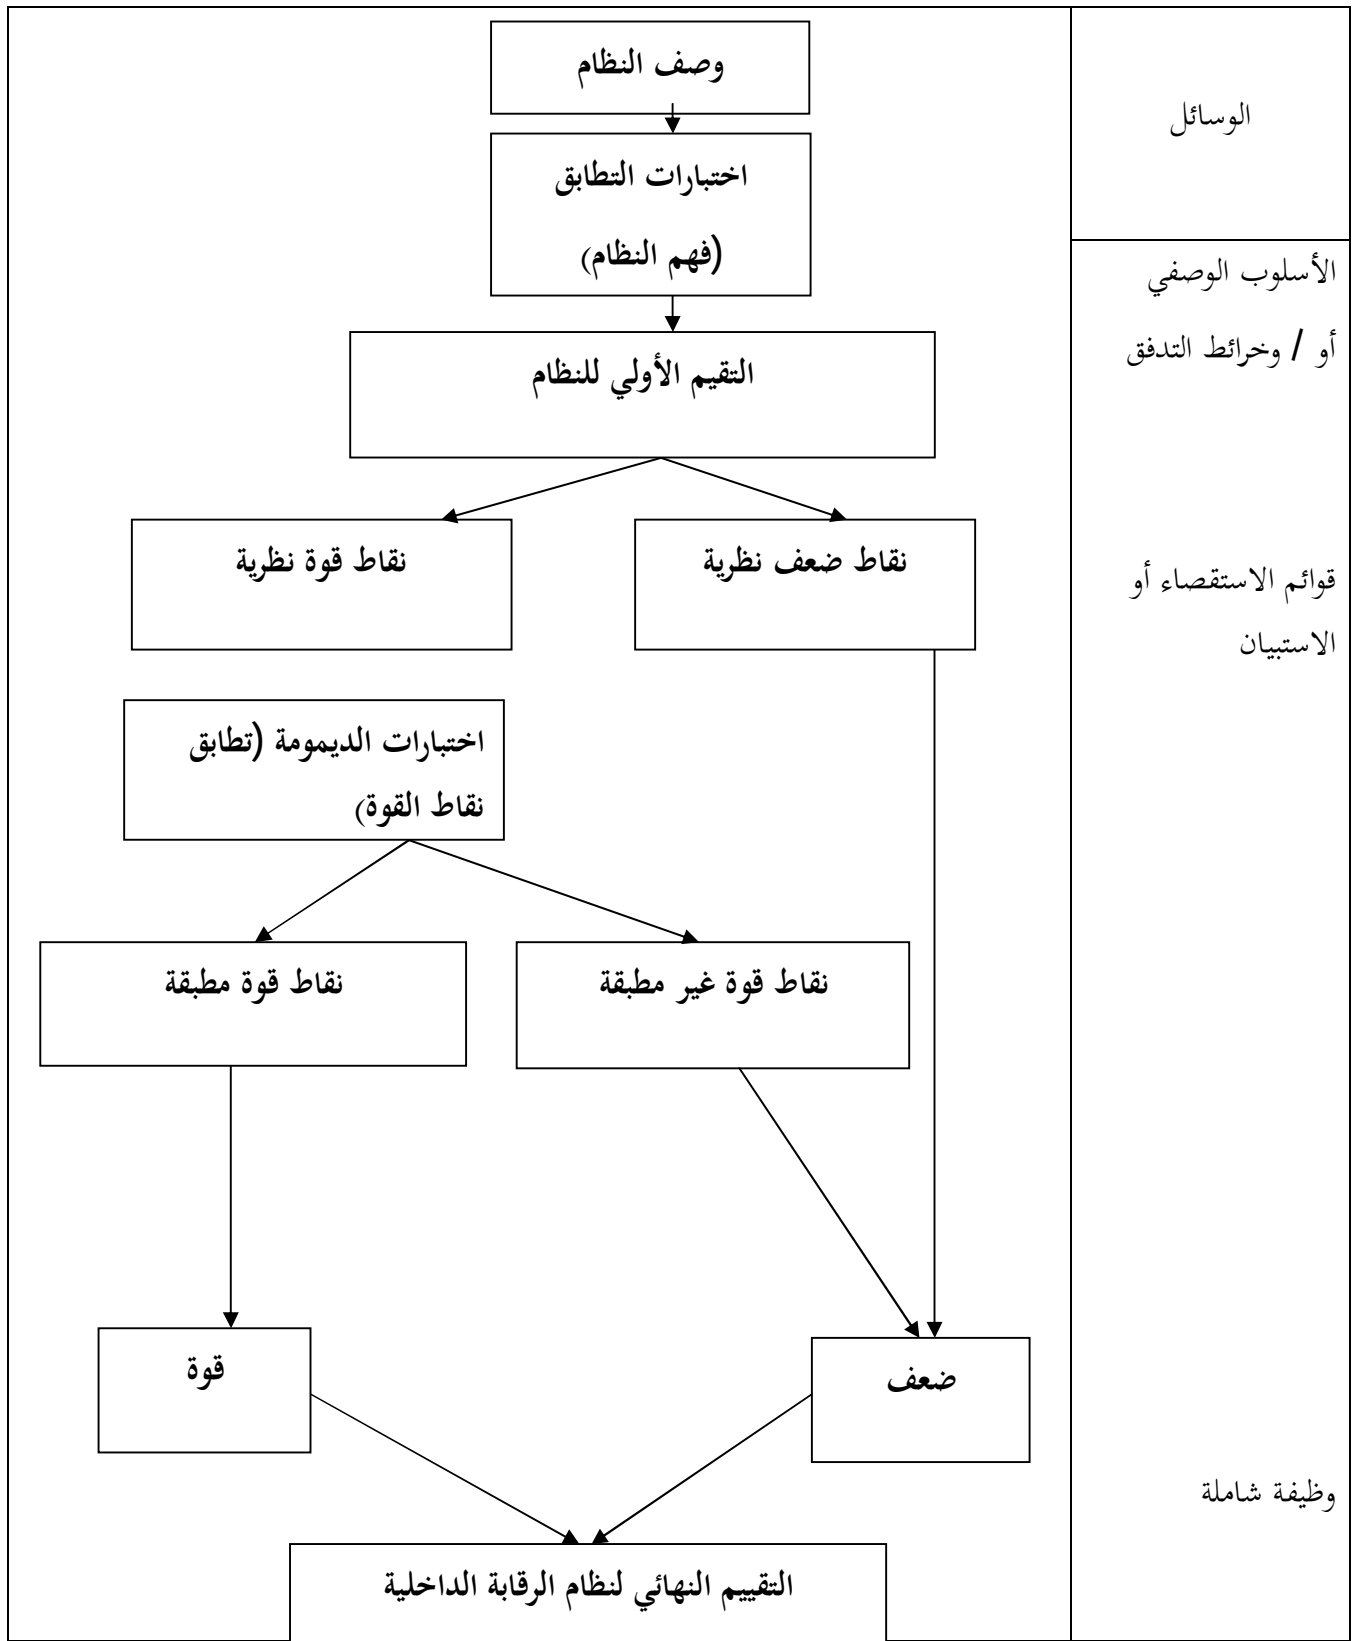 الوسائل
وصف النظام
اختبارات التطابق
(فهم النظام)
الأسلوب الوصفي
أو / وخرائط التدفق
التقيم الأولي للنظام
نقاط ضعف نظرية
نقاط قوة نظرية
قوائم الاستقصاء أو
الاستبيان
اختبارات الديمومة (تطابق
نقاط القوة)
نقاط قوة غير مطبقة
نقاط قوة مطبقة
ضعف
قوة
وظيفة شاملة
التقييم النهائي لنظام الرقابة الداخلية